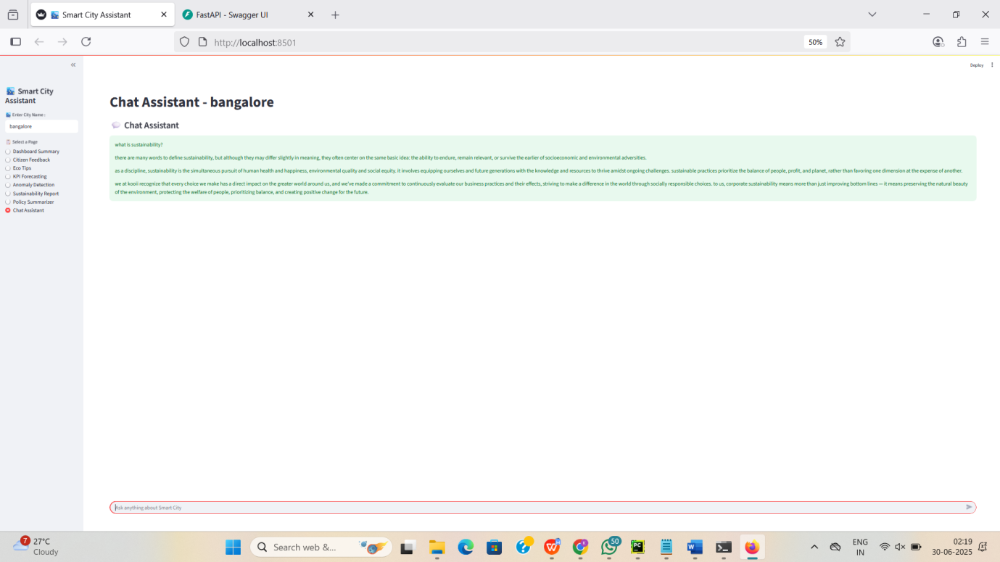 Smart City Assistant
FastAPI - Swagger UI
http://localhost:8501
50%
Deploy
Smart City
Assistant
Enter City Name :
bangalore
Select a Page
Dashboard Summary
Citizen Feedback
Eco Tips
KPI Forecasting
Anomaly Detection
Sustainability Report
Policy Summarizer
Chat Assistant
Chat Assistant - bangalore
Chat Assistant
what is sustainability?
there are many words to define sustainability, but although they may differ slightly in meaning, they often center on the same basic idea: the ability to endure, remain relevant, or survive the earlier of socioeconomic and environmental adversities.
as a discipline, sustainability is the simultaneous pursuit of human health and happiness, environmental quality and social equity. it involves equipping ourselves and future generations with the knowledge and resources to thrive amidst ongoing challenges. sustainable practices prioritize the balance of people, profit, and planet, rather than favoring one dimension at the expense of another.
we at kooii recognize that every choice we make has a direct impact on the greater world around us, and we've made a commitment to continuously evaluate our business practices and their effects, striving to make a difference in the world through socially responsible choices. to us, corporate sustainability means more than just improving bottom lines — it means preserving the natural beauty
of the environment, protecting the welfare of people, prioritizing balance, and creating positive change for the future.
Ask anything about Smart City
7
27°C
Cloudy
Search web &...
50
ENG
IN
02:19
30-06-2025